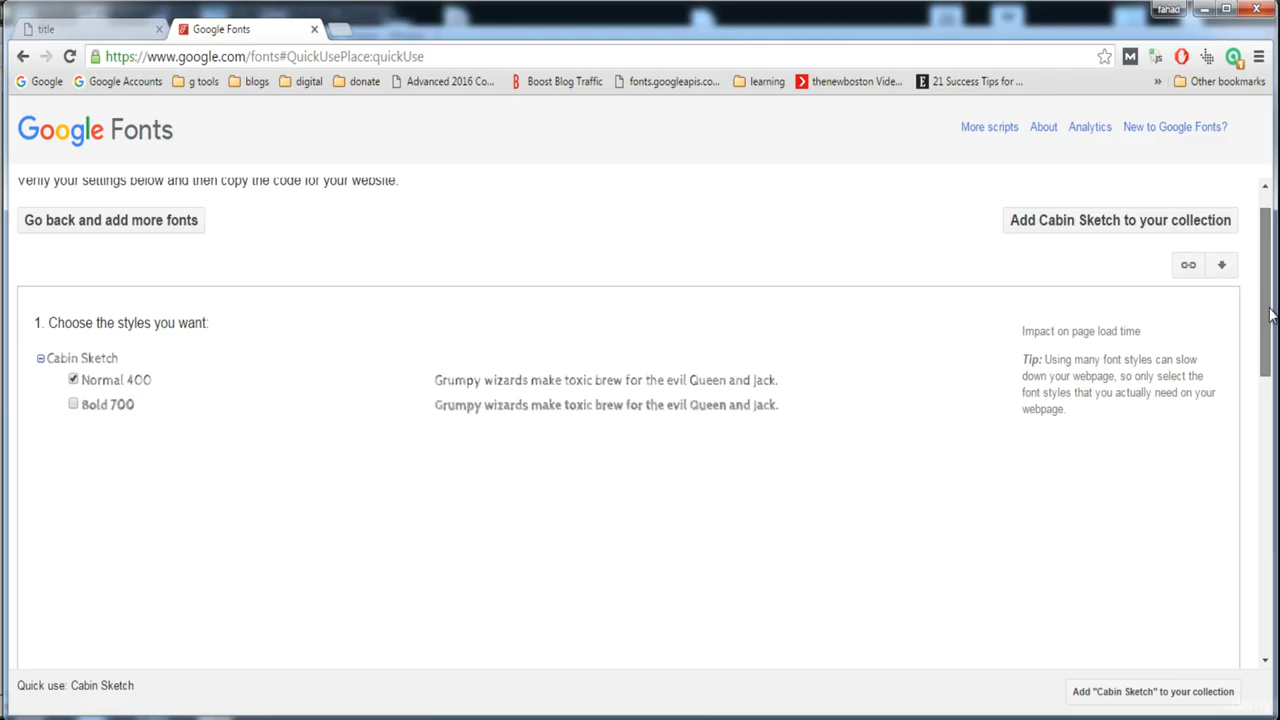 fahad
title
Google Fonts
https://www.google.com/fonts#QuickUsePlace:quickUse
Google
Google Accounts
g tools
blogs
digital
donate
Advanced 2016 Co...
Boost Blog Traffic
fonts.googleapis.co...
learning
thenewboston Vide...
21 Success Tips for ...
»
Other bookmarks
Google Fonts
More scripts
About
Analytics
New to Google Fonts?
Verify your settings below and then copy the code for your website.
Go back and add more fonts
Add Cabin Sketch to your collection
1. Choose the styles you want:
Impact on page load time
Cabin Sketch
Tip: Using many font styles can slow
down your webpage, so only select the
font styles that you actually need on your
webpage.
Normal 400
Grumpy wizards make toxic brew for the evil Queen and Jack.
Bold 700
Grumpy wizards make toxic brew for the evil Queen and Jack.
Quick use: Cabin Sketch
Add "Cabin Sketch" to your collection